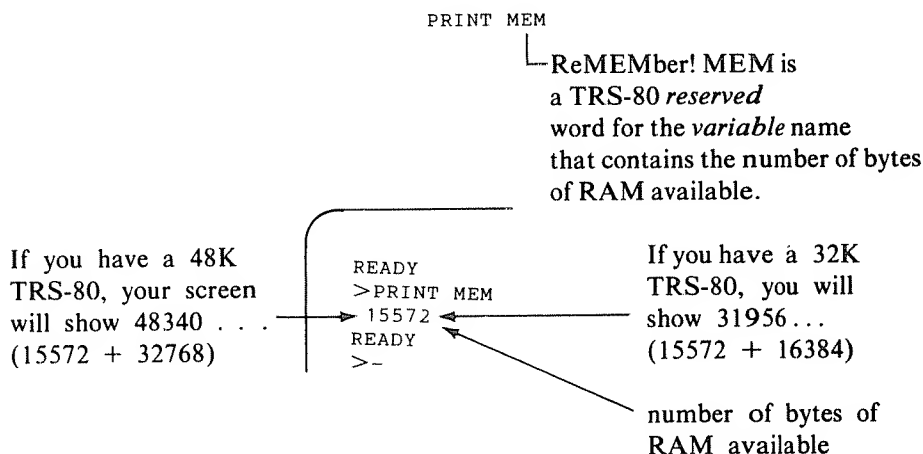 PRINT MEM
ReMEMber! MEM is
a TRS-80 reserved
word for the variable name
that contains the number of bytes
of RAM available.
If you have a 48K
TRS-80, your screen
will show 48340 . . .
(15572 + 32768)
READY
>PRINT MEM
15572
READY
>-
If you have a 32K
TRS-80, you will
show 31956...
(15572 + 16384)
number of bytes of
RAM available